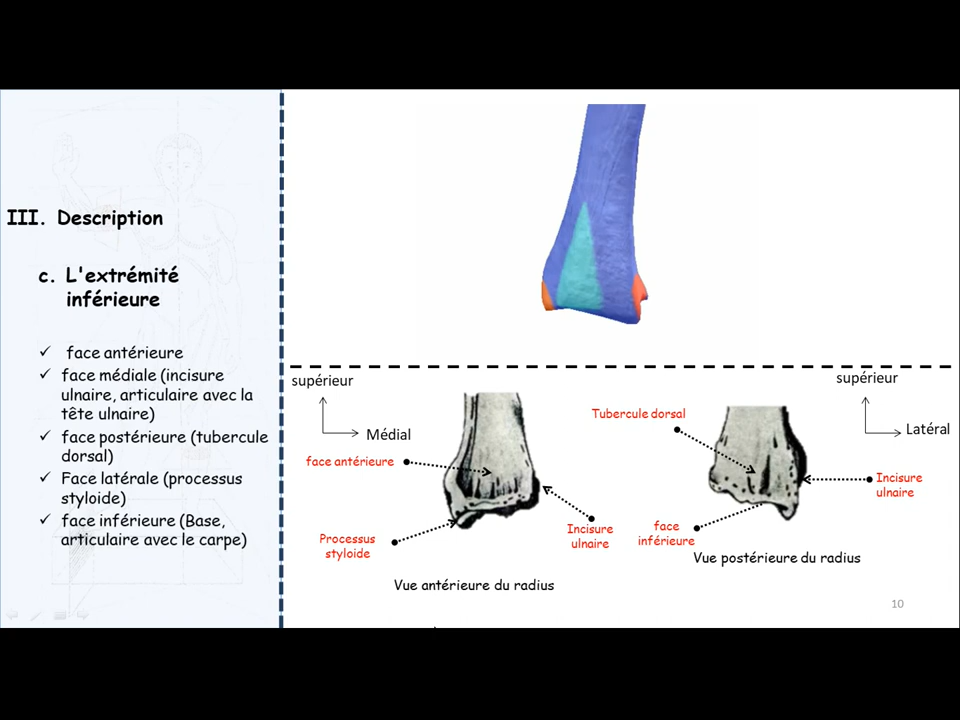 III. Description
c. L'extrémité
inférieure
✓ face antérieure
✓ face médiale (incisure
ulnaire, articulaire avec la
tête ulnaire)
✓ face postérieure (tubercule
dorsal)
✓ Face latérale (processus
styloide)
✓ face inférieure (Base,
articulaire avec le carpe)
supérieur
Médial
face antérieure
Processus
styloide
Incisure
ulnaire
Vue antérieure du radius
supérieur
Latéral
Tubercule dorsal
Incisure
ulnaire
face
inférieure
Vue postérieure du radius
10